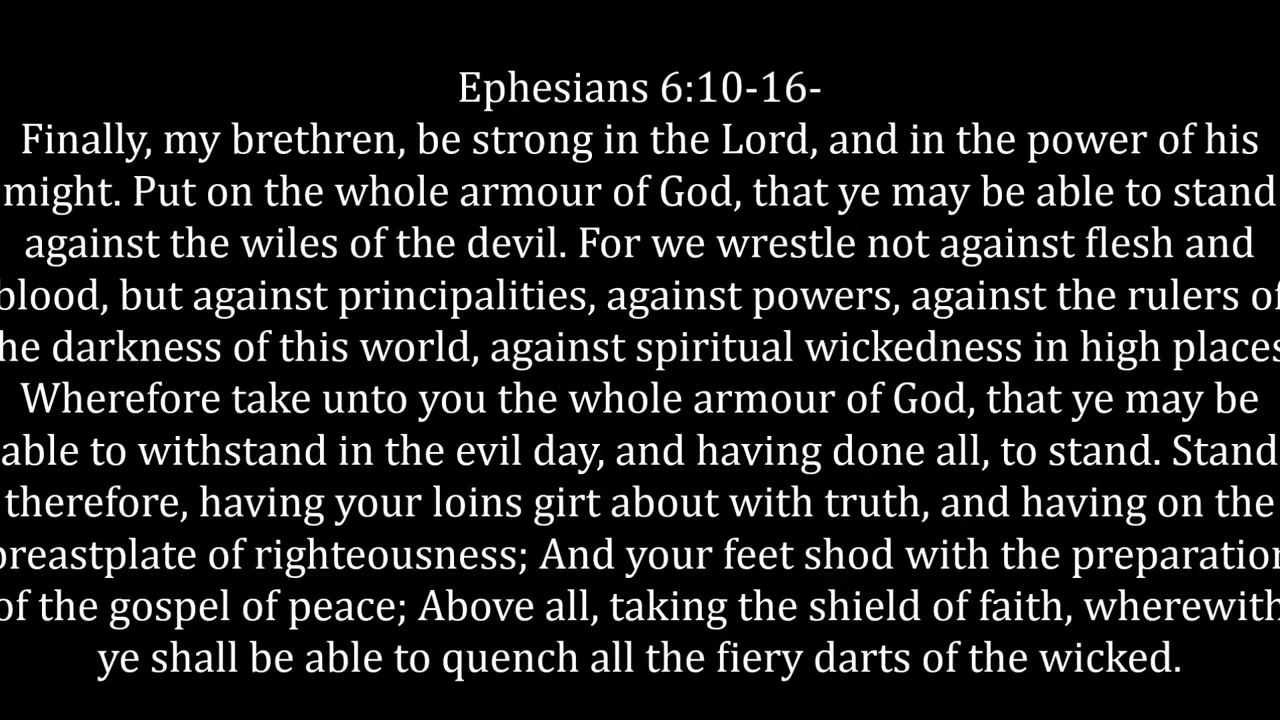 Ephesians 6:10-16-
Finally, my brethren, be strong in the Lord, and in the power of his
might. Put on the whole armour of God, that ye may be able to stand
against the wiles of the devil. For we wrestle not against flesh and
blood, but against principalities, against powers, against the rulers of
he darkness of this world, against spiritual wickedness in high places
Wherefore take unto you the whole armour of God, that ye may be
able to withstand in the evil day, and having done all, to stand. Stand
therefore, having your loins girt about with truth, and having on the
breastplate of righteousness; And your feet shod with the preparation
of the gospel of peace; Above all, taking the shield of faith, wherewith
ye shall be able to quench all the fiery darts of the wicked.